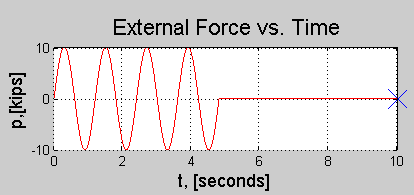 External Force vs. Time
p,[kips]
10
0
-10
0 2 4 6 8 10
t, [seconds]